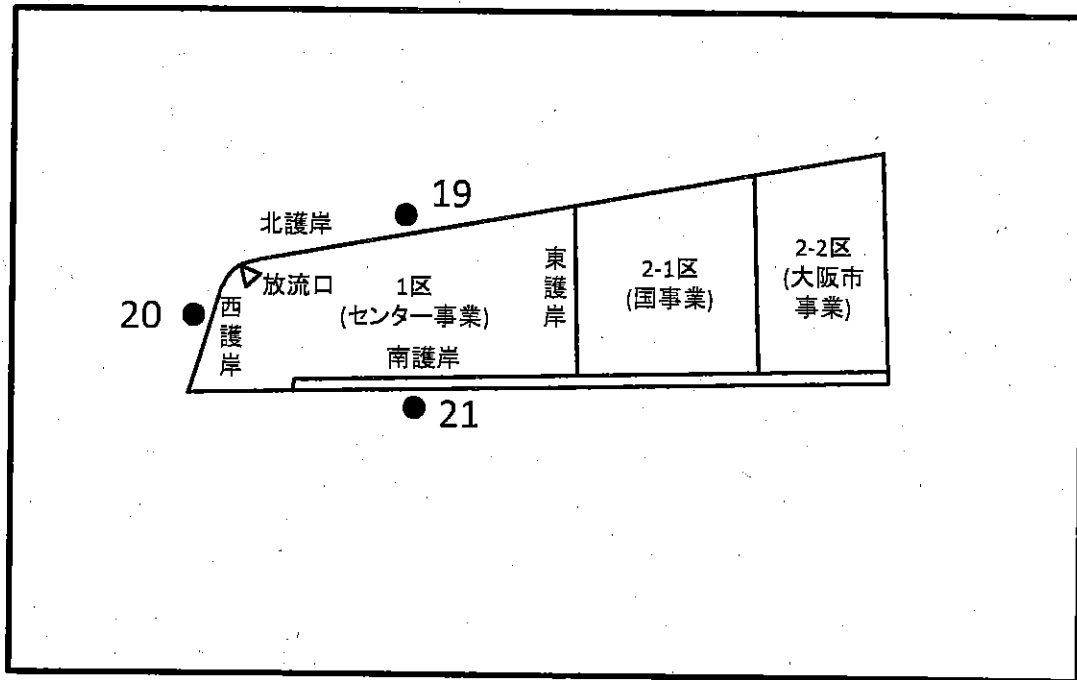 19
北護岸
放流口
20
西護岸
1区
(センター事業)
東護岸
2-1区
(国事業)
2-2区
(大阪市
事業)
南護岸
21